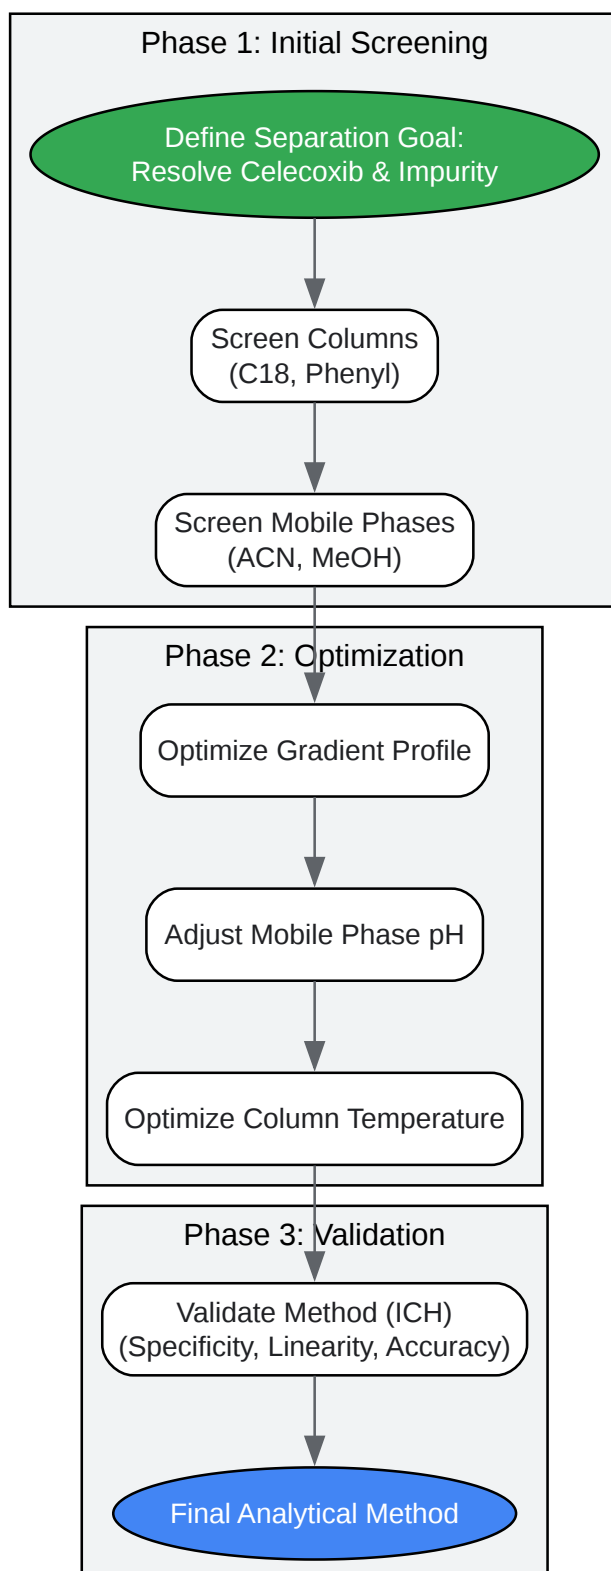 Phase 1: Initial Screening
Define Separation Goal:
Resolve Celecoxib & Impurity
Screen Columns
(C18, Phenyl)
Screen Mobile Phases
(ACN, MeOH)
Phase 2: Optimization
Optimize Gradient Profile
Adjust Mobile Phase pH
Optimize Column Temperature
Phase 3: Validation
Validate Method (ICH)
(Specificity, Linearity, Accuracy)
Final Analytical Method